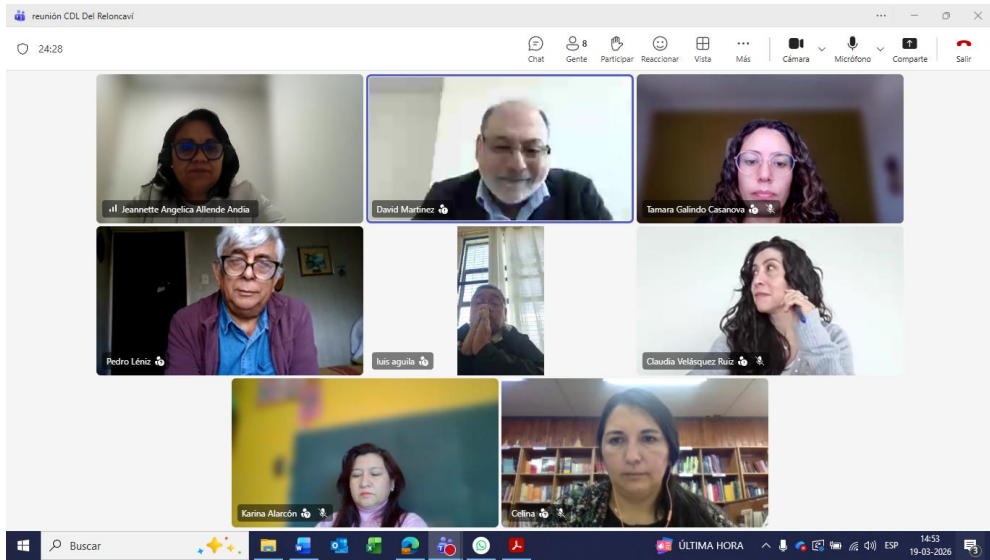 reunión CDL Del Reloncaví
24:28
8
Chat Gente Participar Reaccionar Vista Más Cámara Micrófono Comparte Salir
Jeannette Angelica Allende Andia
David Martinez
Tamara Galindo Casanova
Pedro Léniz
luis aguila
Claudia Velásquez Ruiz
Karina Alarcón
Celina
Buscar
ÚLTIMA HORA
ESP
14:53
19-03-2026
3